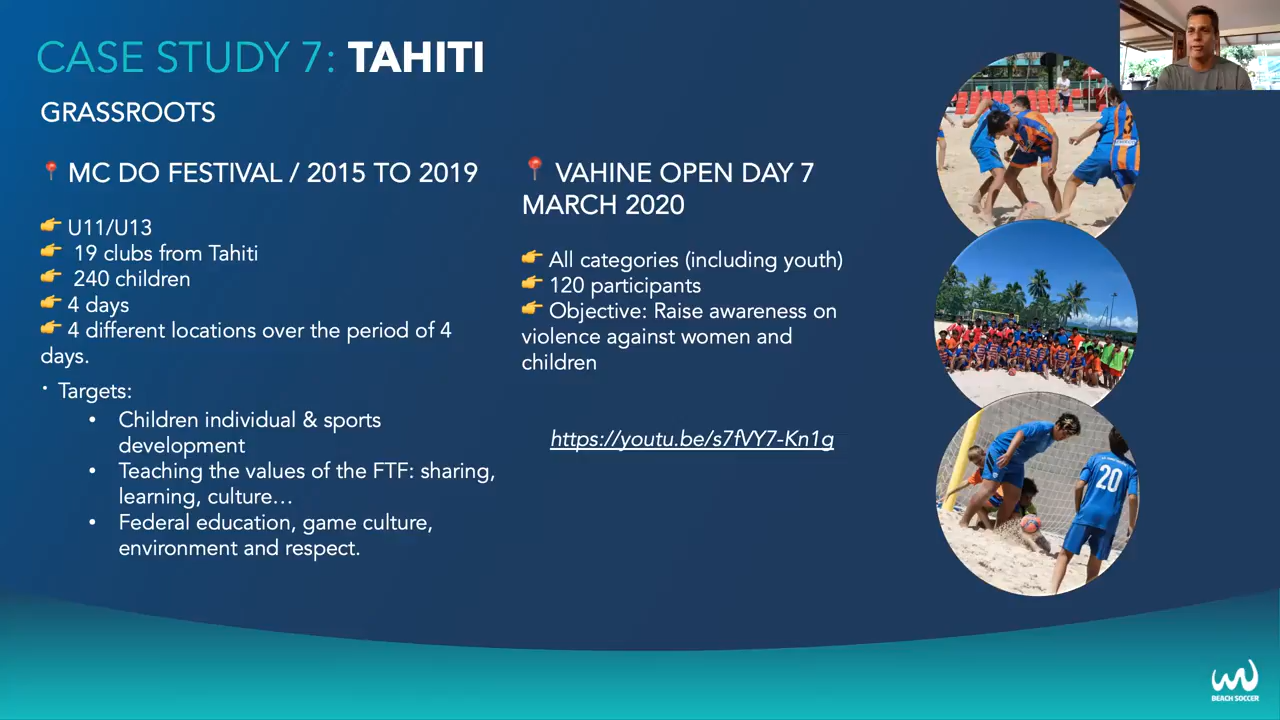 CASE STUDY 7: TAHITI
GRASSROOTS
📍 MC DO FESTIVAL / 2015 TO 2019
👉 U11/U13
👉 19 clubs from Tahiti
👉 240 children
👉 4 days
👉 4 different locations over the period of 4
days.
· Targets:
• Children individual & sports
development
• Teaching the values of the FTF: sharing,
learning, culture…
• Federal education, game culture,
environment and respect.
📍 VAHINE OPEN DAY 7
MARCH 2020
👉 All categories (including youth)
👉 120 participants
👉 Objective: Raise awareness on
violence against women and
children
https://youtu.be/s7fVY7-Kn1g
3
20
BEACH SOCCER